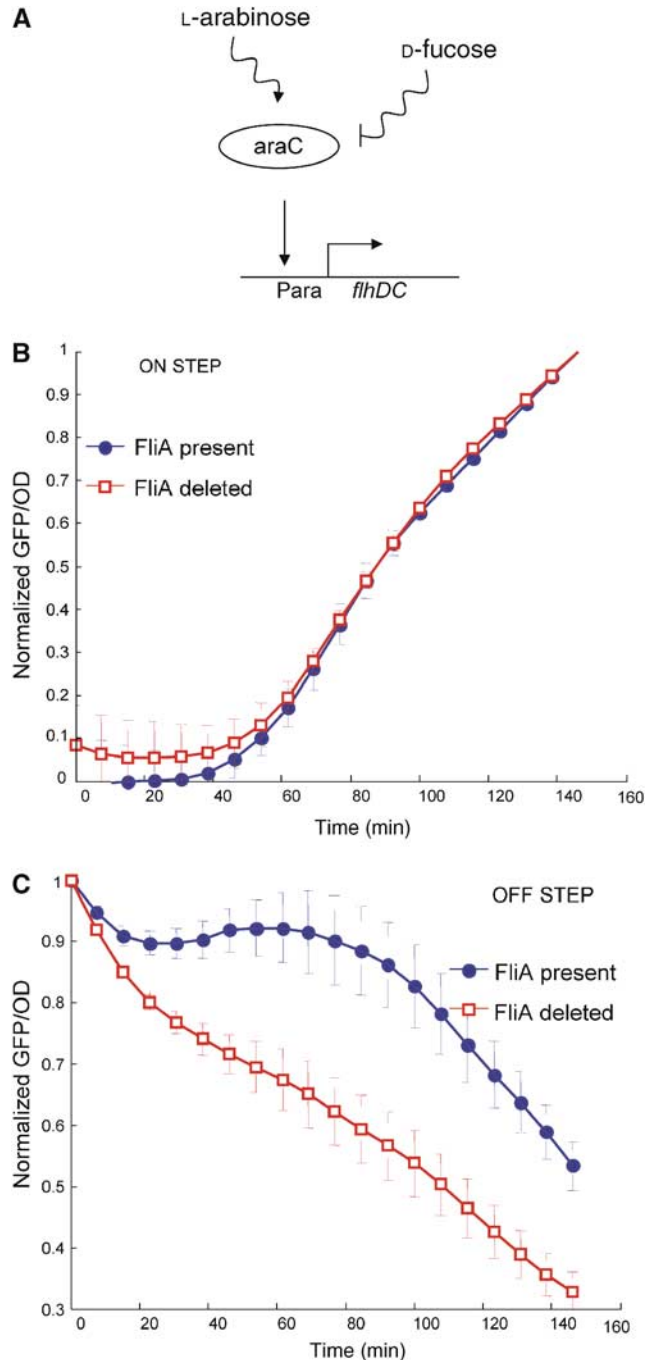 A
L-arabinose
D-fucose
araC
Para flhDC
B
ON STEP
FliA present
FliA deleted
Normalized GFP/OD
1
0.9
0.8
0.7
0.6
0.5
0.4
0.3
0.2
0.1
0
0 20 40 60 80 100 120 140 160
Time (min)
C
OFF STEP
FliA present
FliA deleted
Normalized GFP/OD
1
0.9
0.8
0.7
0.6
0.5
0.4
0.3
0 20 40 60 80 100 120 140 160
Time (min)